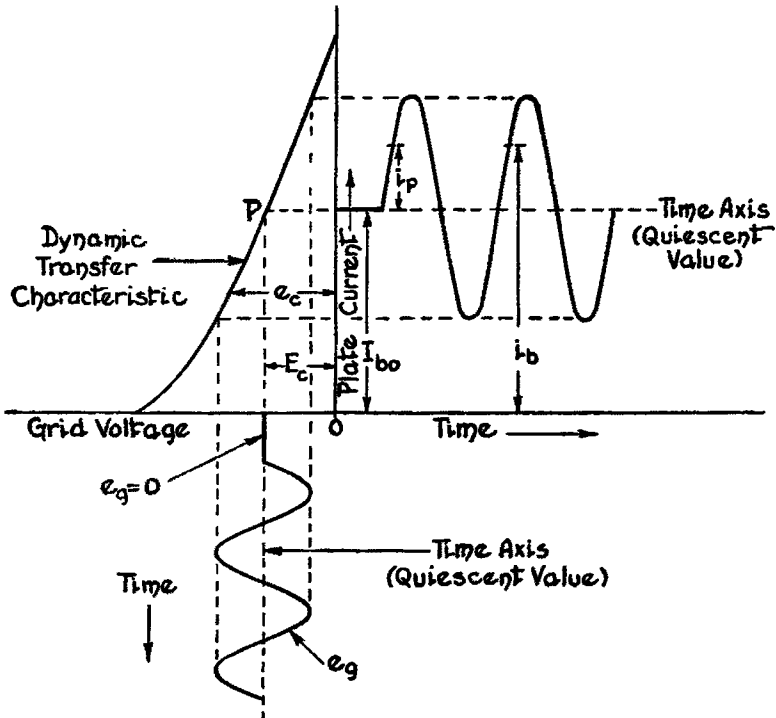 P
Dynamic
Transfer
Characteristic
e_c
E_c
Plate Current
i_p
I_bo
i_b
Time Axis
(Quiescent
Value)
Grid Voltage
0
Time
e_g=0
Time Axis
(Quiescent Value)
Time
e_g